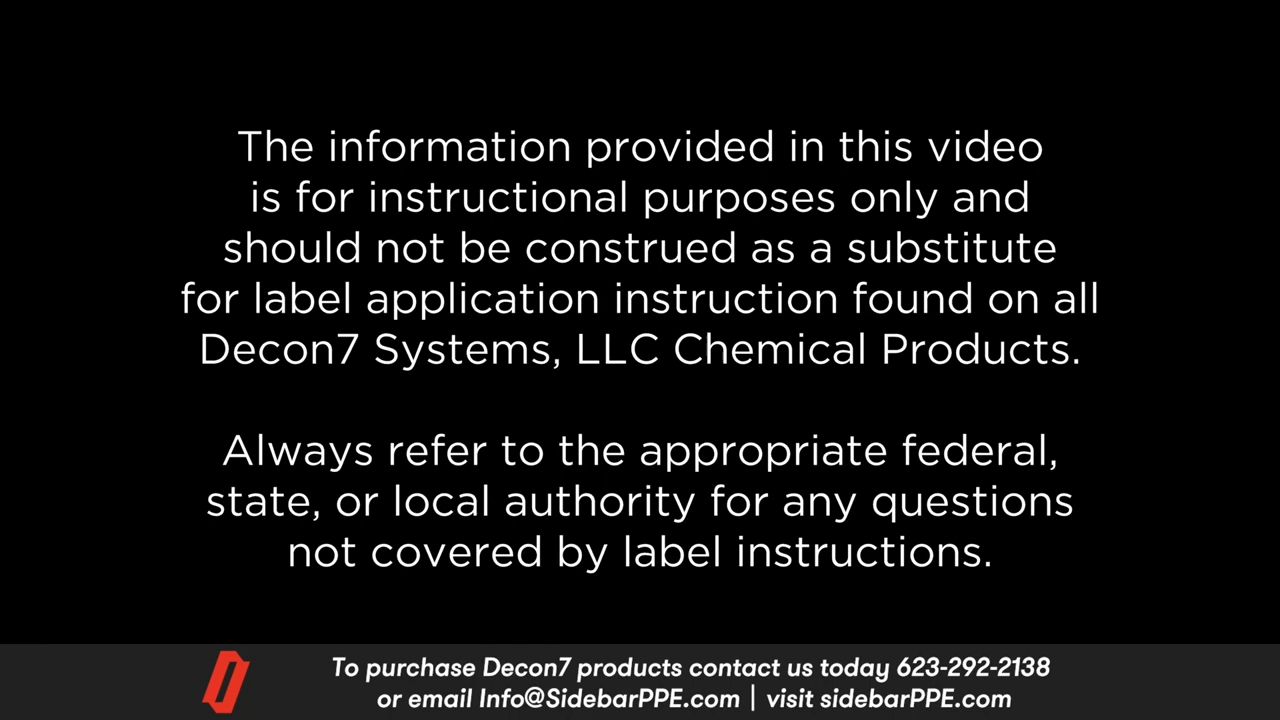 The information provided in this video
is for instructional purposes only and
should not be construed as a substitute
for label application instruction found on all
Decon7 Systems, LLC Chemical Products.
Always refer to the appropriate federal,
state, or local authority for any questions
not covered by label instructions.
To purchase Decon7 products contact us today 623-292-2138
or email Info@SidebarPPE.com | visit sidebarPPE.com